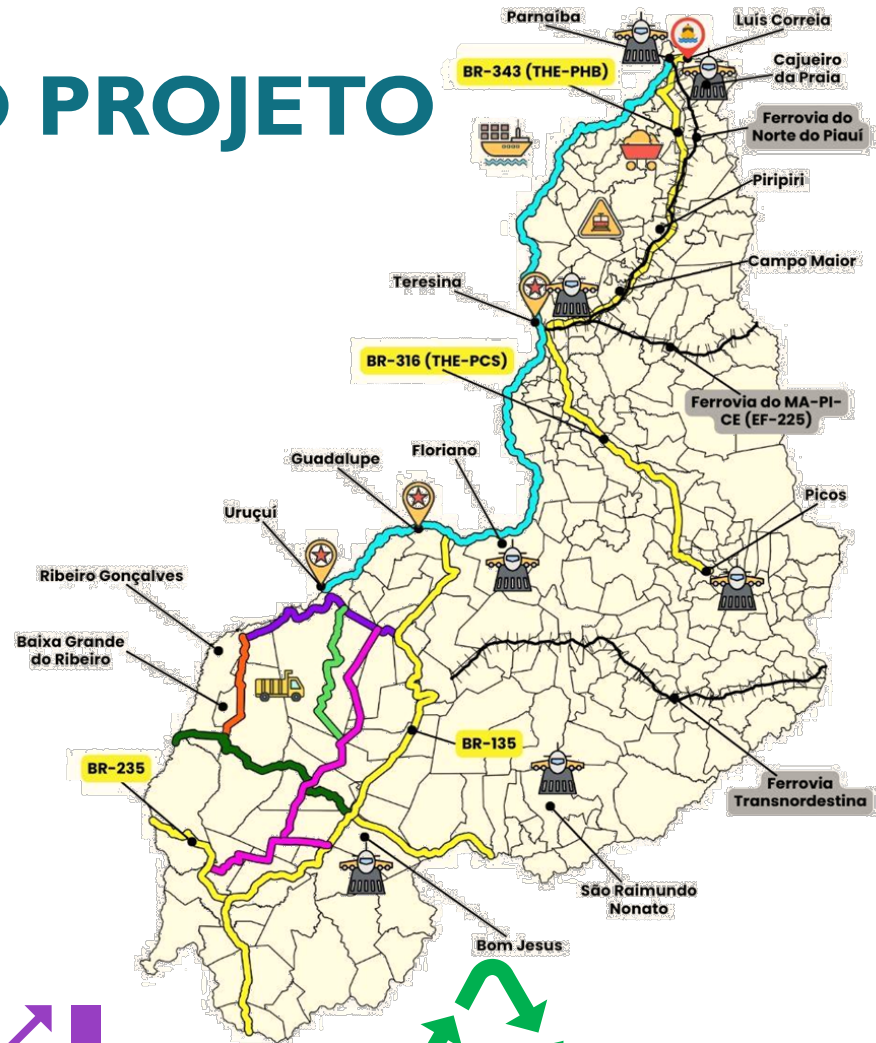 Parnaíba
Luís Correia
BR-343 (THE-PHB)
Cajueiro
da Praia
O PROJETO
Ferrovia do
Norte do Piauí
Piripiri
Campo Maior
Teresina
BR-316 (THE-PCS)
Ferrovia do MA-PI-
CE (EF-225)
Floriano
Guadalupe
Picos
Uruçuí
Ribeiro Gonçalves
Baixa Grande
do Ribeiro
BR-135
BR-235
Ferrovia
Transnordestina
São Raimundo
Nonato
Bom Jesus